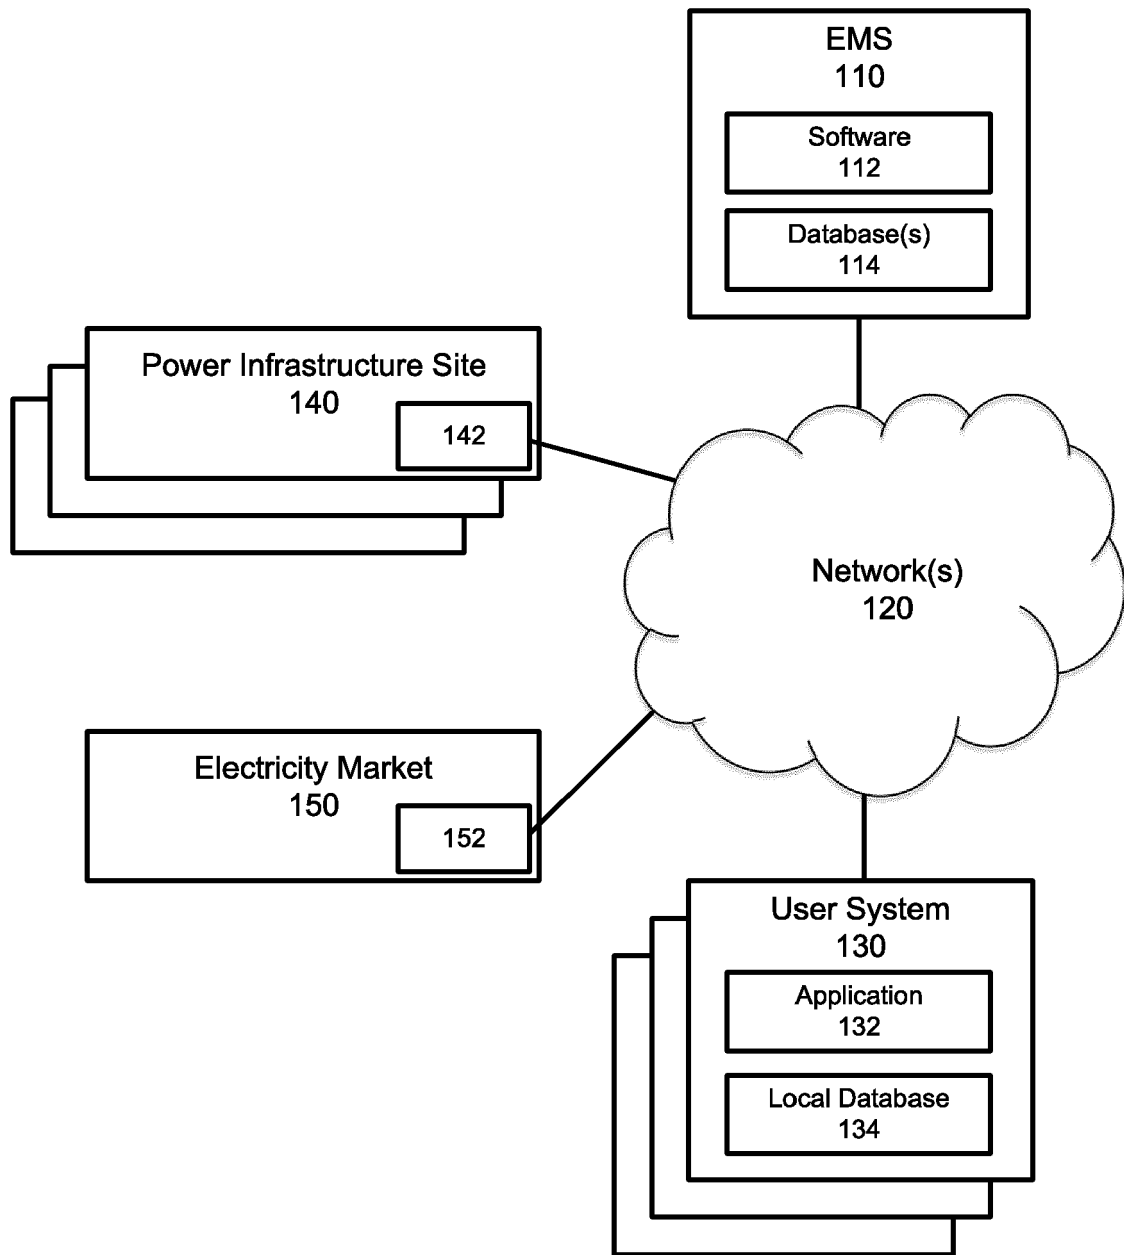 EMS
110
Software
112
Database(s)
114
Power Infrastructure Site
140
142
Network(s)
120
Electricity Market
150
152
User System
130
Application
132
Local Database
134